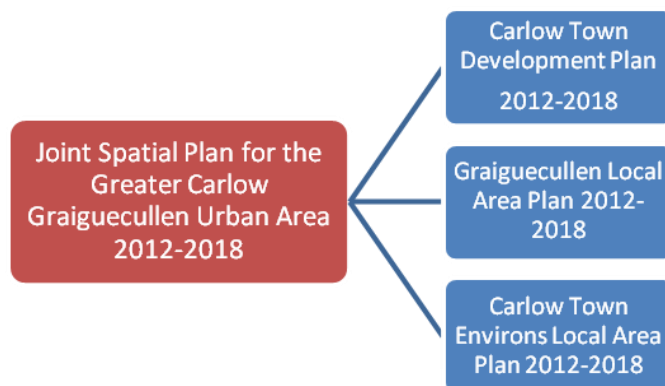 Joint Spatial Plan for the
Greater Carlow
Graiguecullen Urban Area
2012-2018
Carlow Town
Development Plan
2012-2018
Graiguecullen Local
Area Plan 2012-
2018
Carlow Town
Environs Local Area
Plan 2012-2018